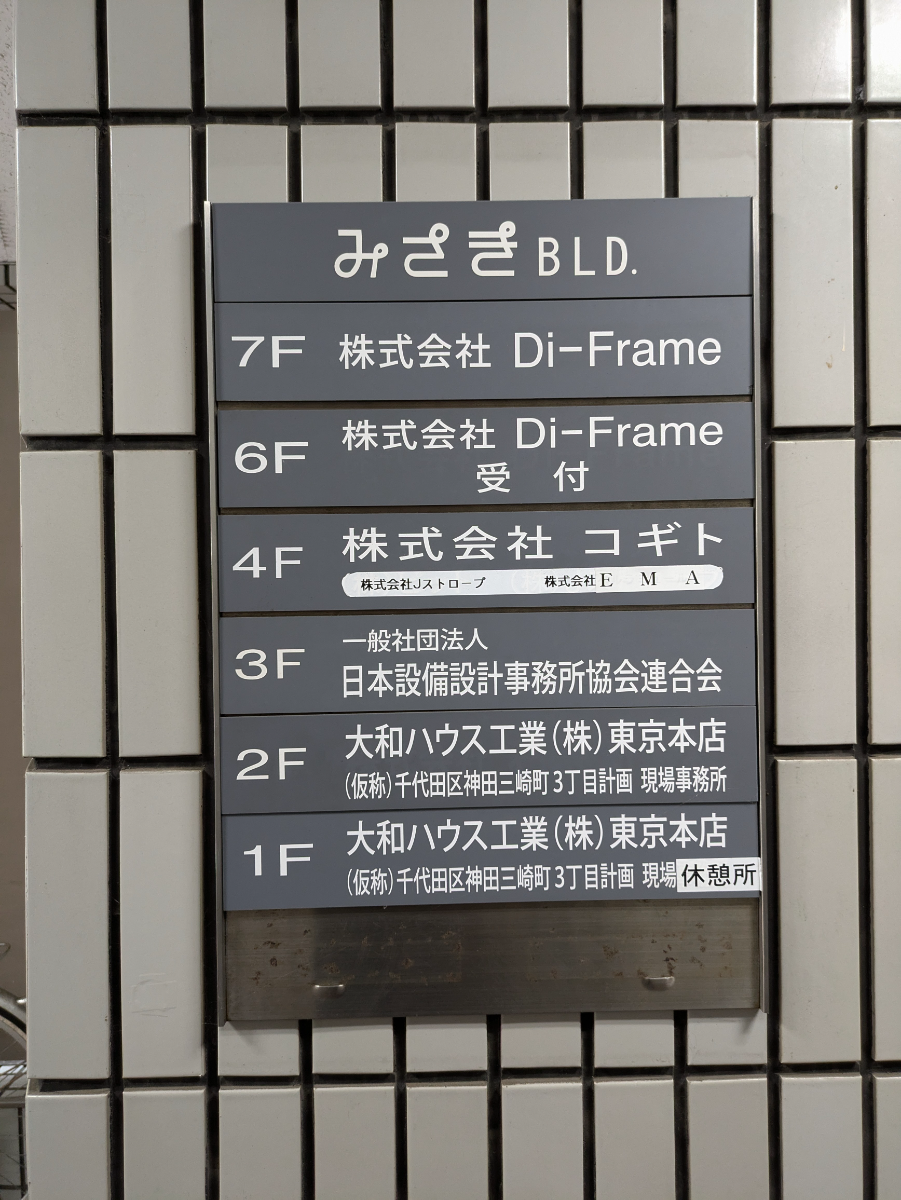 みさき BLD.
7F 株式会社 Di-Frame
6F 株式会社 Di-Frame
受 付
4F 株式会社 コギト
株式会社Jストローブ 株式会社E M A
3F 一般社団法人
日本設備設計事務所協会連合会
2F 大和ハウス工業(株)東京本店
(仮称)千代田区神田三崎町3丁目計画 現場事務所
1F 大和ハウス工業(株)東京本店
(仮称)千代田区神田三崎町3丁目計画 現場休憩所